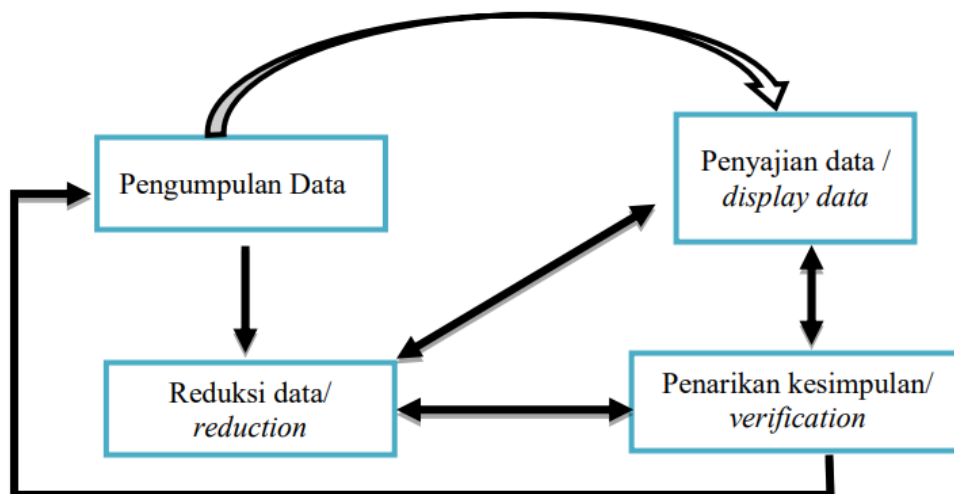 Pengumpulan Data
Penyajian data /
display data
Reduksi data/
reduction
Penarikan kesimpulan/
verification